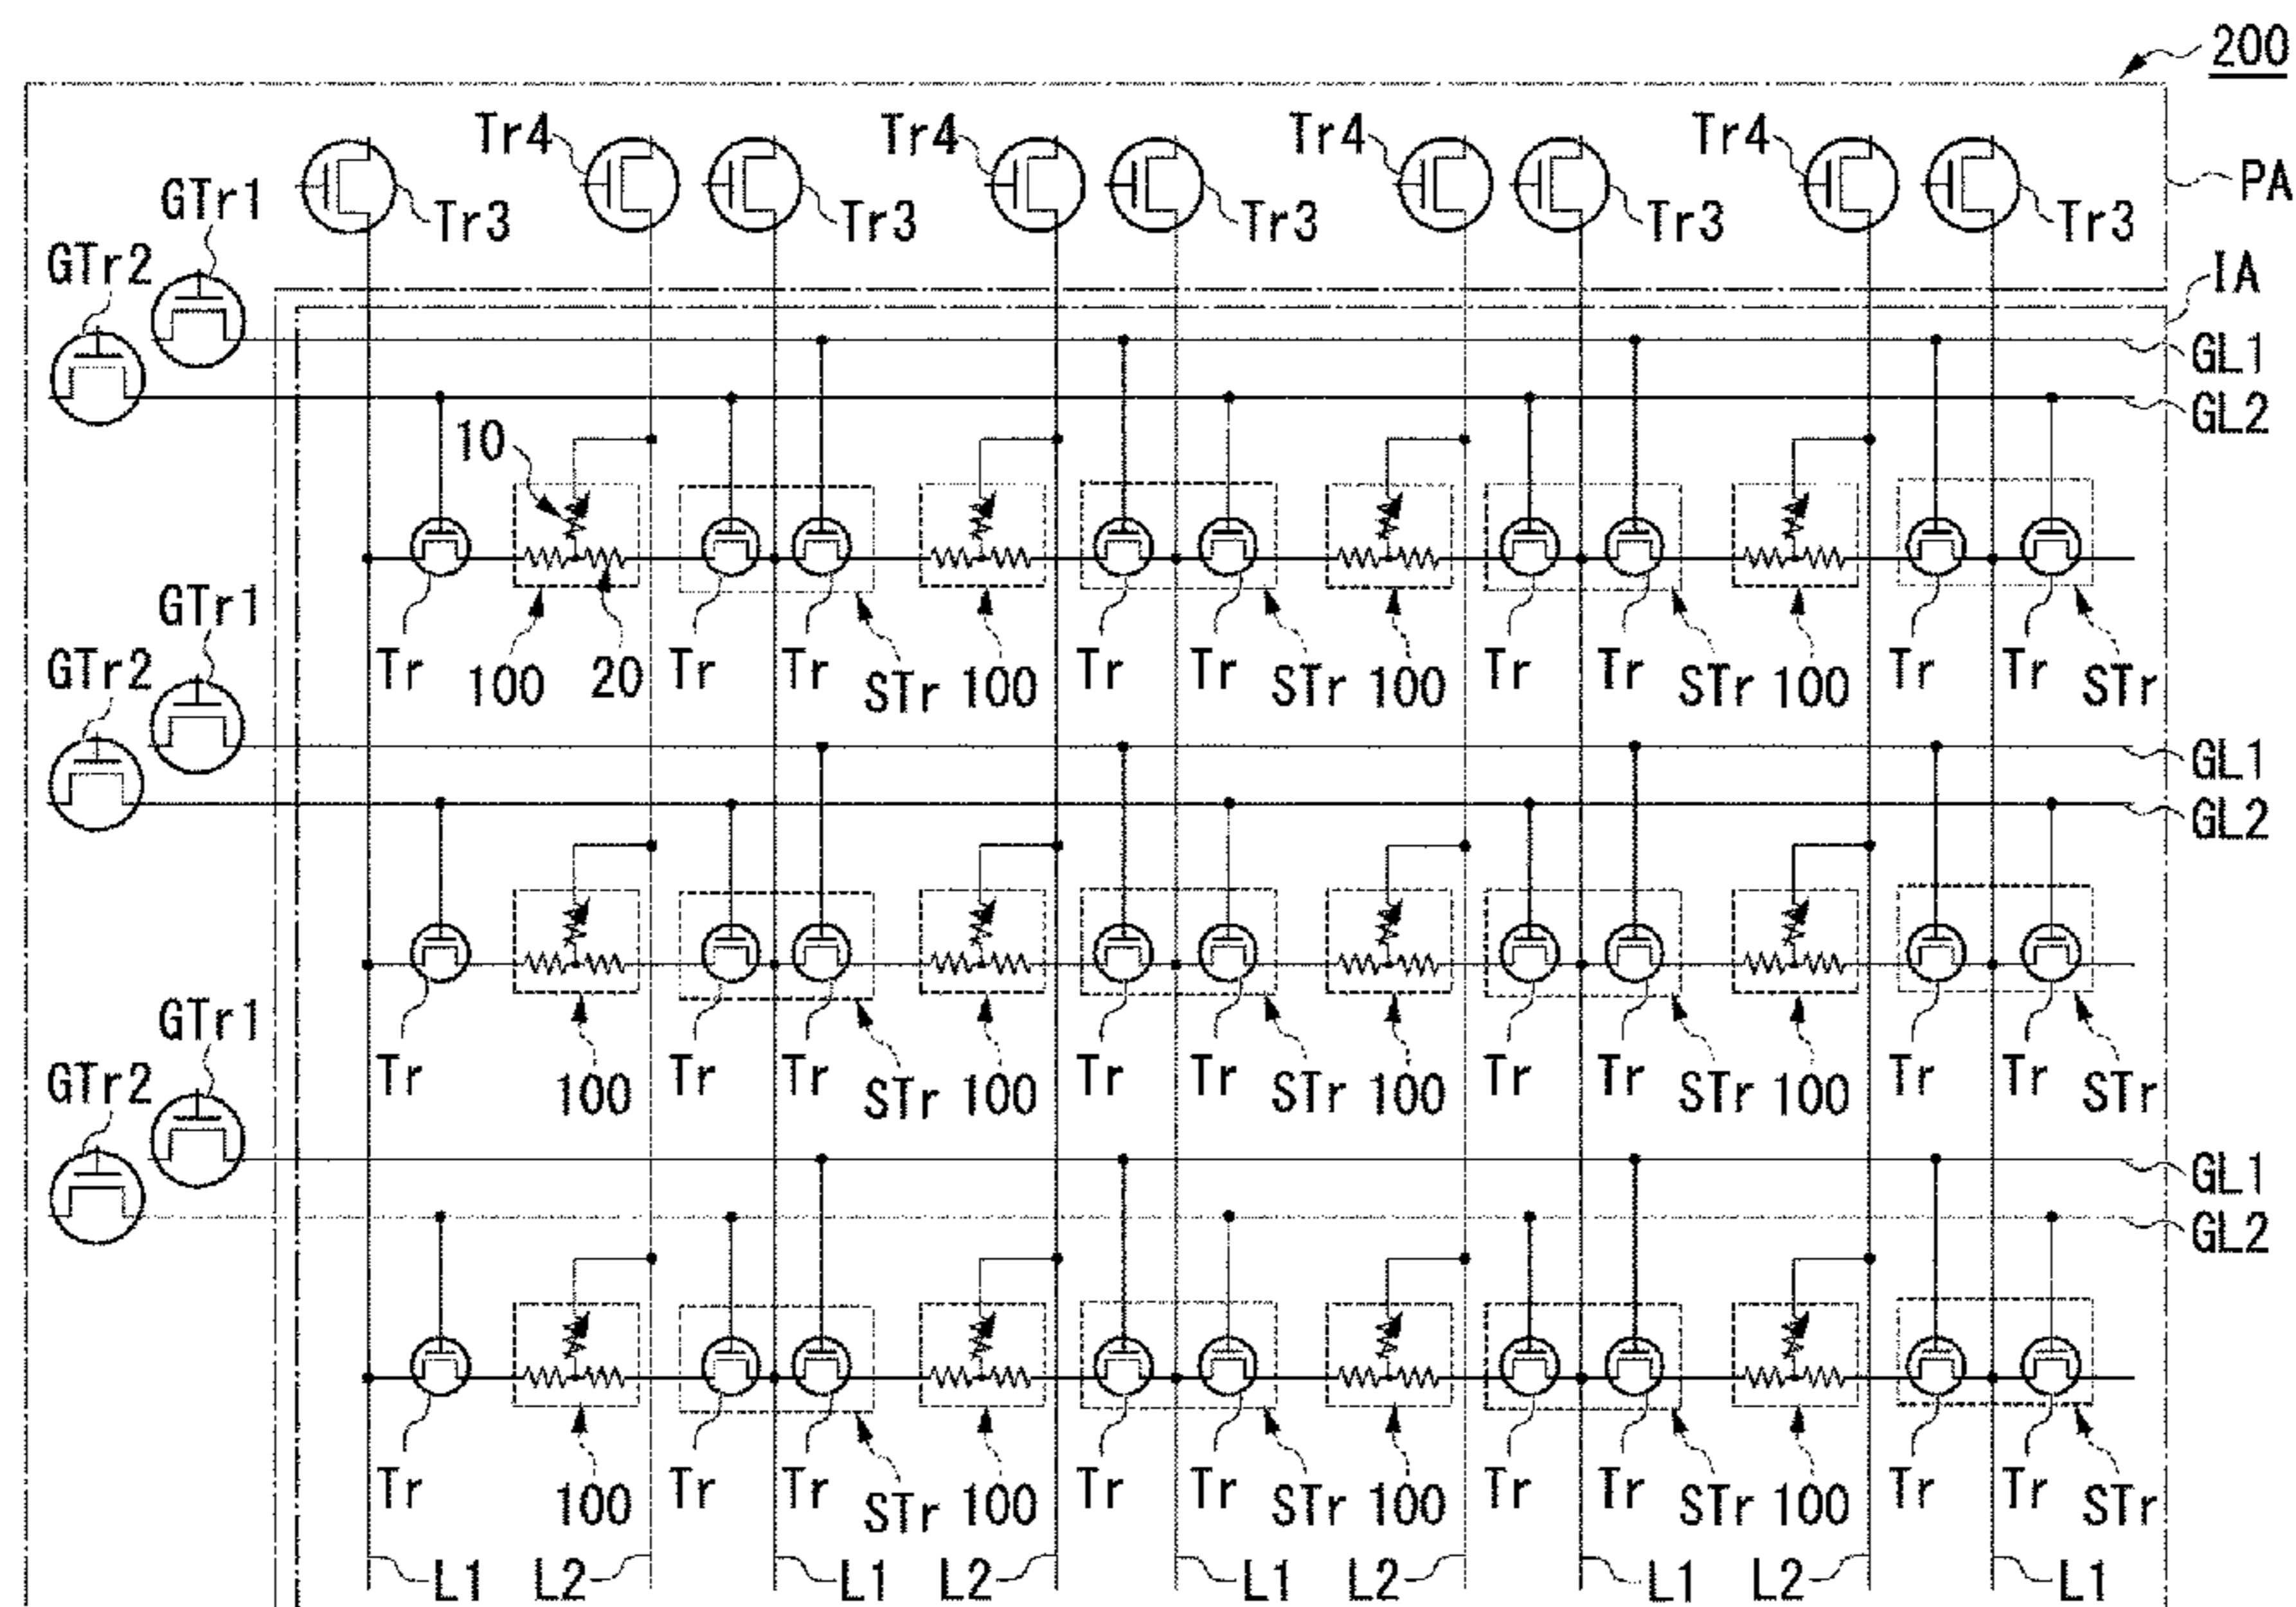 200
Tr4 Tr4 Tr4 Tr4
GTr1 Tr3 Tr3 Tr3 Tr3 Tr3 PA
GTr2 IA
GL1
GL2
10
GTr1
Tr 100 20 Tr Tr STr 100 Tr Tr STr 100 Tr Tr STr 100 Tr Tr STr
GTr2
GL1
GL2
GTr1
Tr 100 Tr Tr STr 100 Tr Tr STr 100 Tr Tr STr 100 Tr Tr STr
GTr2
GL1
GL2
Tr 100 Tr Tr STr 100 Tr Tr STr 100 Tr Tr STr 100 Tr Tr STr
L1 L2 L1 L2 L1 L2 L1 L2 L1